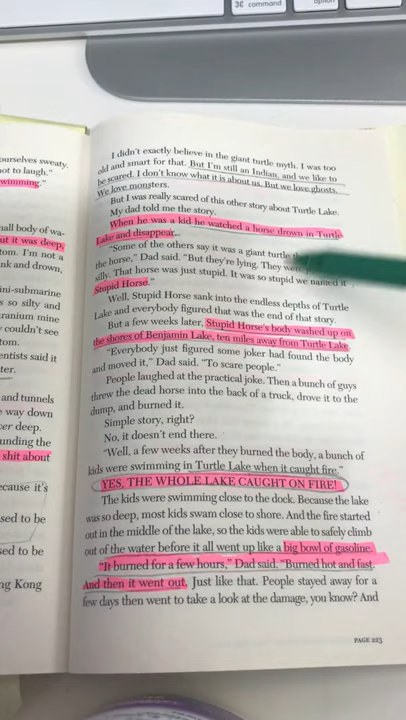 ⌘ command
option
ourselves sweaty.
not to laugh."
wimming."
nall body of wa-
ut it was deep,
tom. I'm not a
nk and drown,
ini-submarine
s so silty and
ranium mine
y couldn't see
tom.
entists said it
ter.
and tunnels
e way down
er deep.
unding the
shit about
ecause it's
sed to be
sed to be
ng Kong
I didn't exactly believe in the giant turtle myth. I was too
old and smart for that. But I'm still an Indian, and we like to
be scared. I don't know what it is about us. But we love ghosts.
We love monsters.
But I was really scared of this other story about Turtle Lake.
My dad told me the story.
When he was a kid he watched a horse drown in Turtle
Lake and disappear.
"Some of the others say it was a giant turtle
the horse," Dad said. "But they're lying. They were
silly. That horse was just stupid. It was so stupid we named it
Stupid Horse."
Well, Stupid Horse sank into the endless depths of Turtle
Lake and everybody figured that was the end of that story.
But a few weeks later, Stupid Horse's body washed up on
the shores of Benjamin Lake, ten miles away from Turtle Lake.
"Everybody just figured some joker had found the body
and moved it," Dad said. "To scare people."
People laughed at the practical joke. Then a bunch of guys
threw the dead horse into the back of a truck, drove it to the
dump, and burned it.
Simple story, right?
No, it doesn't end there.
"Well, a few weeks after they burned the body, a bunch of
kids were swimming in Turtle Lake when it caught fire."
YES, THE WHOLE LAKE CAUGHT ON FIRE!
The kids were swimming close to the dock. Because the lake
was so deep, most kids swam close to shore. And the fire started
out in the middle of the lake, so the kids were able to safely climb
out of the water before it all went up like a big bowl of gasoline.
"It burned for a few hours," Dad said. "Burned hot and fast.
And then it went out. Just like that. People stayed away for a
few days then went to take a look at the damage, you know? And
PAGE 223